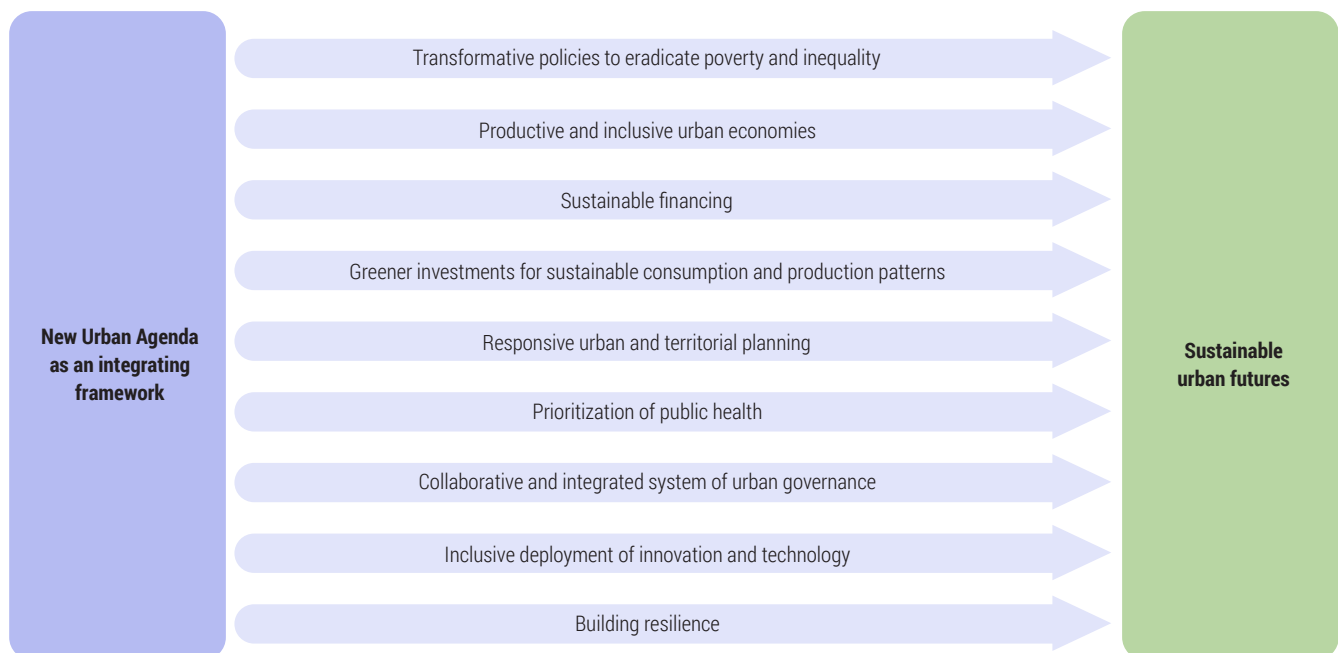 Transformative policies to eradicate poverty and inequality
Productive and inclusive urban economies
Sustainable financing
Greener investments for sustainable consumption and production patterns
New Urban Agenda
as an integrating
framework
Responsive urban and territorial planning
Sustainable
urban futures
Prioritization of public health
Collaborative and integrated system of urban governance
Inclusive deployment of innovation and technology
Building resilience